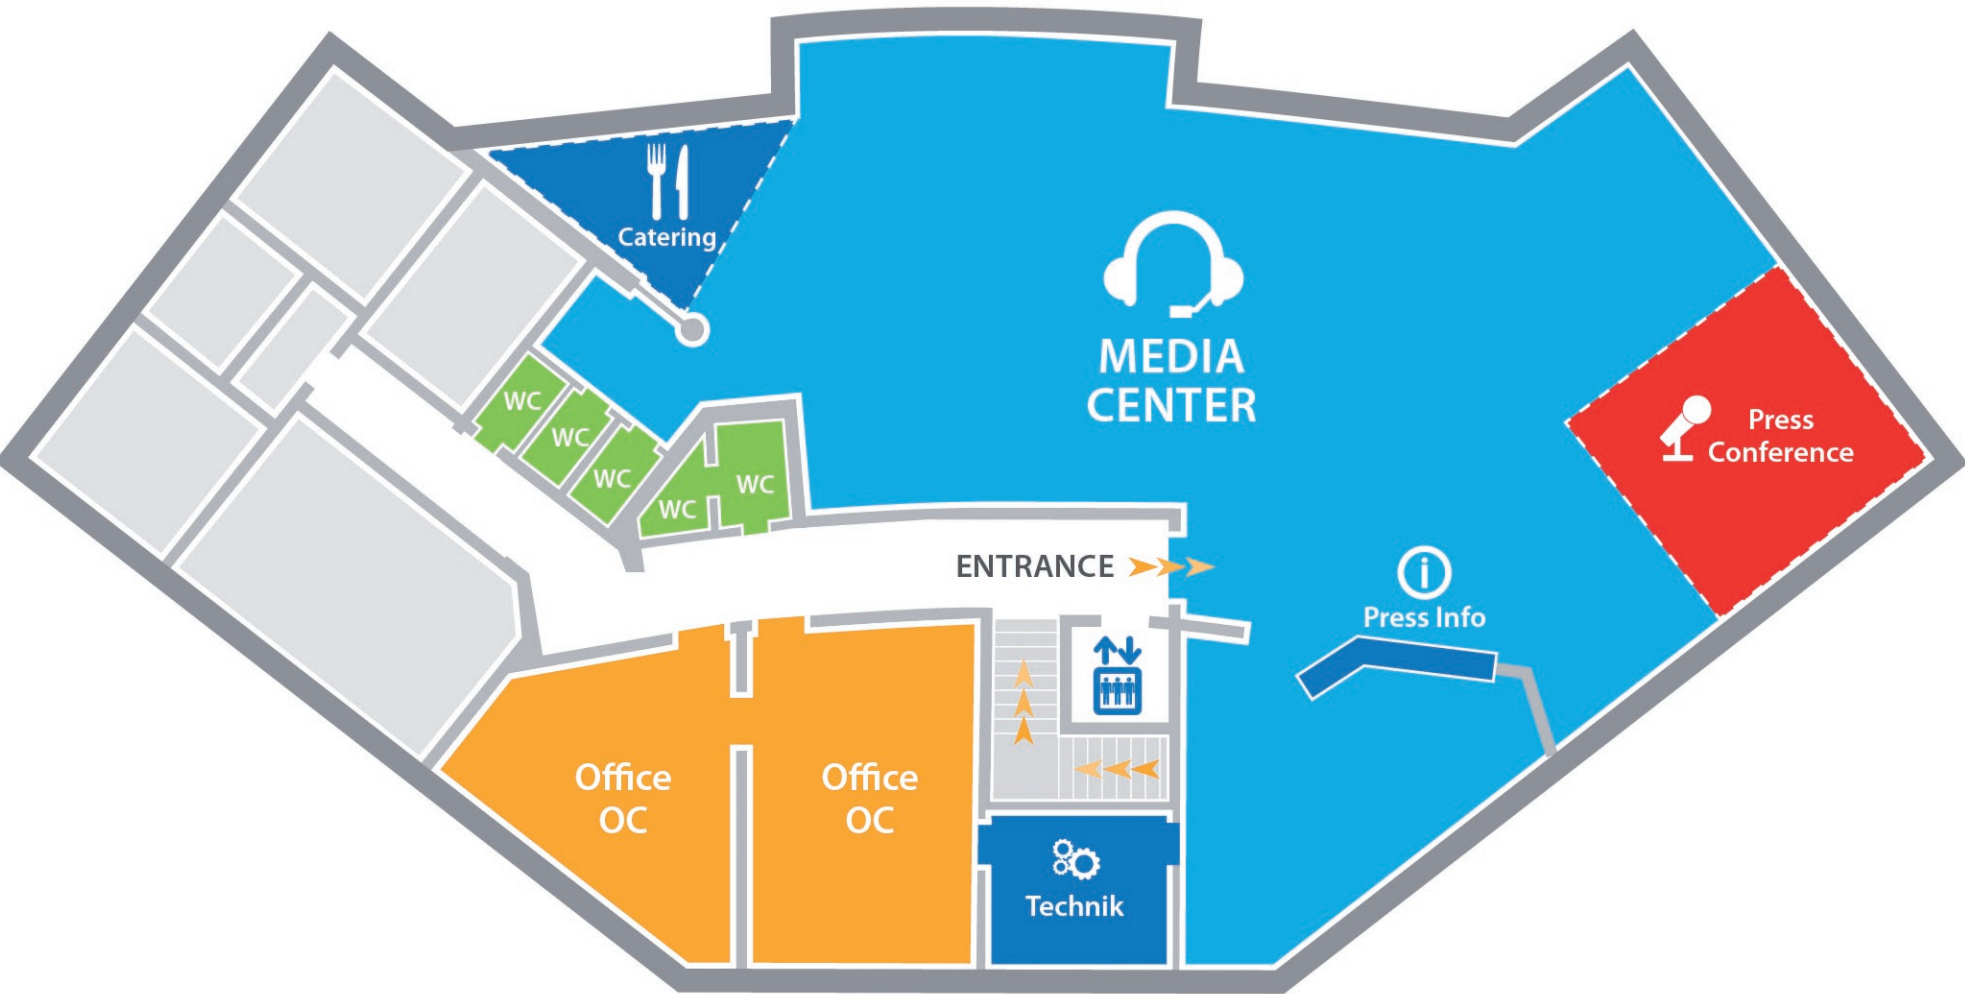 Catering
MEDIA
CENTER
WC
WC
WC
WC
WC
Press
Conference
ENTRANCE
i
Press Info
Office
OC
Office
OC
Technik